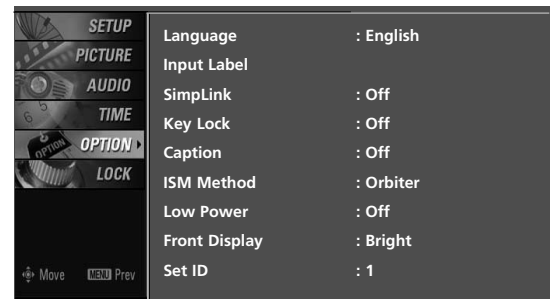 SETUP
PICTURE
AUDIO
TIME
OPTION
LOCK
Move MENU Prev
Language : English
Input Label
SimpLink : Off
Key Lock : Off
Caption : Off
ISM Method : Orbiter
Low Power : Off
Front Display : Bright
Set ID : 1